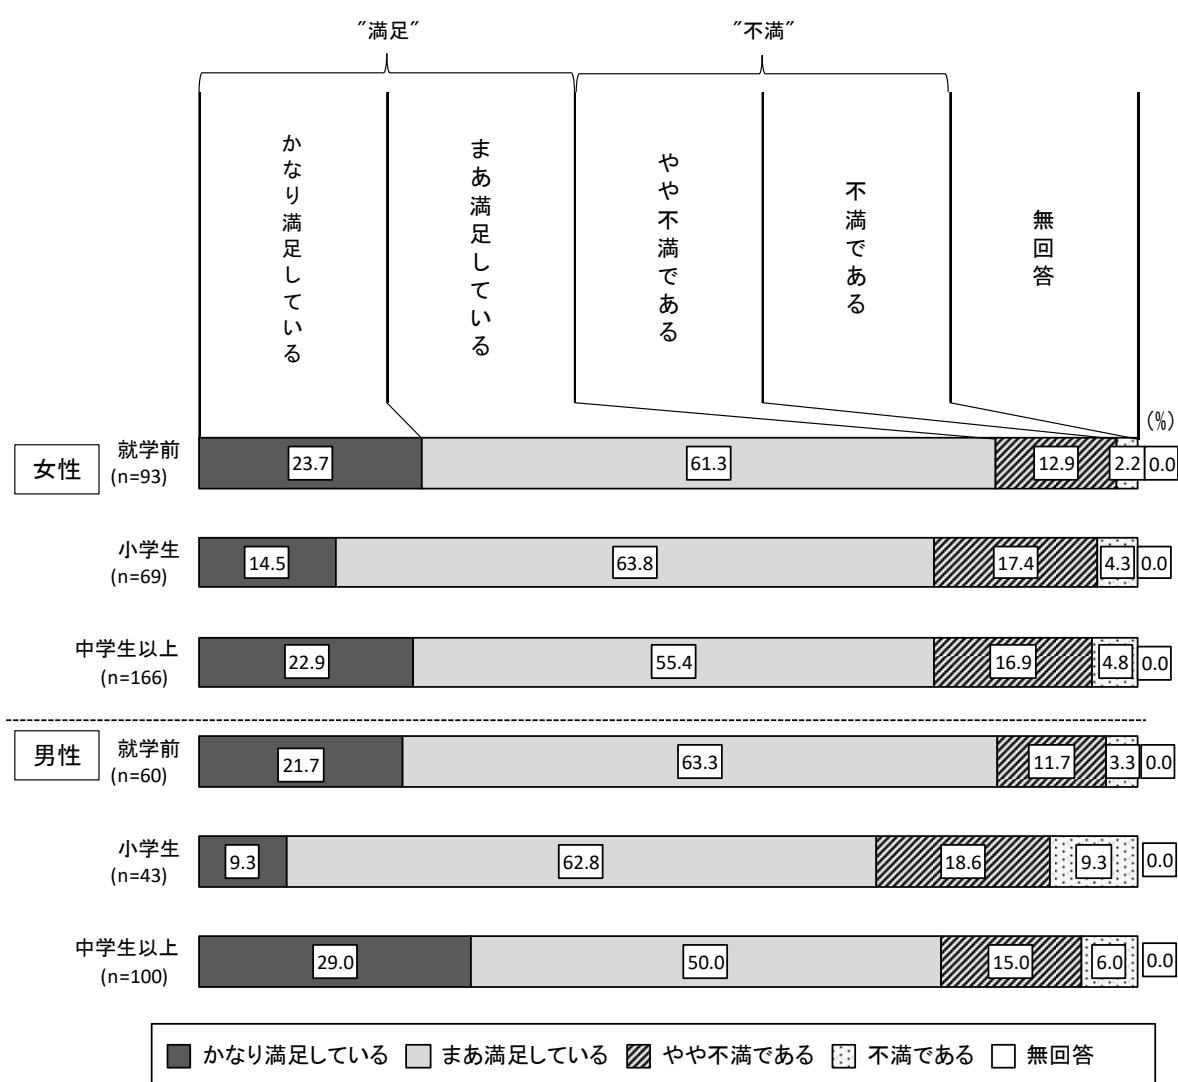 "満足"
"不満"
かなり満足している
まあ満足している
やや不満である
不満である
無回答
(%)
女性
就学前
(n=93)
23.7
61.3
12.9
2.2
0.0
小学生
(n=69)
14.5
63.8
17.4
4.3
0.0
中学生以上
(n=166)
22.9
55.4
16.9
4.8
0.0
男性
就学前
(n=60)
21.7
63.3
11.7
3.3
0.0
小学生
(n=43)
9.3
62.8
18.6
9.3
0.0
中学生以上
(n=100)
29.0
50.0
15.0
6.0
0.0
かなり満足している まあ満足している やや不満である 不満である 無回答